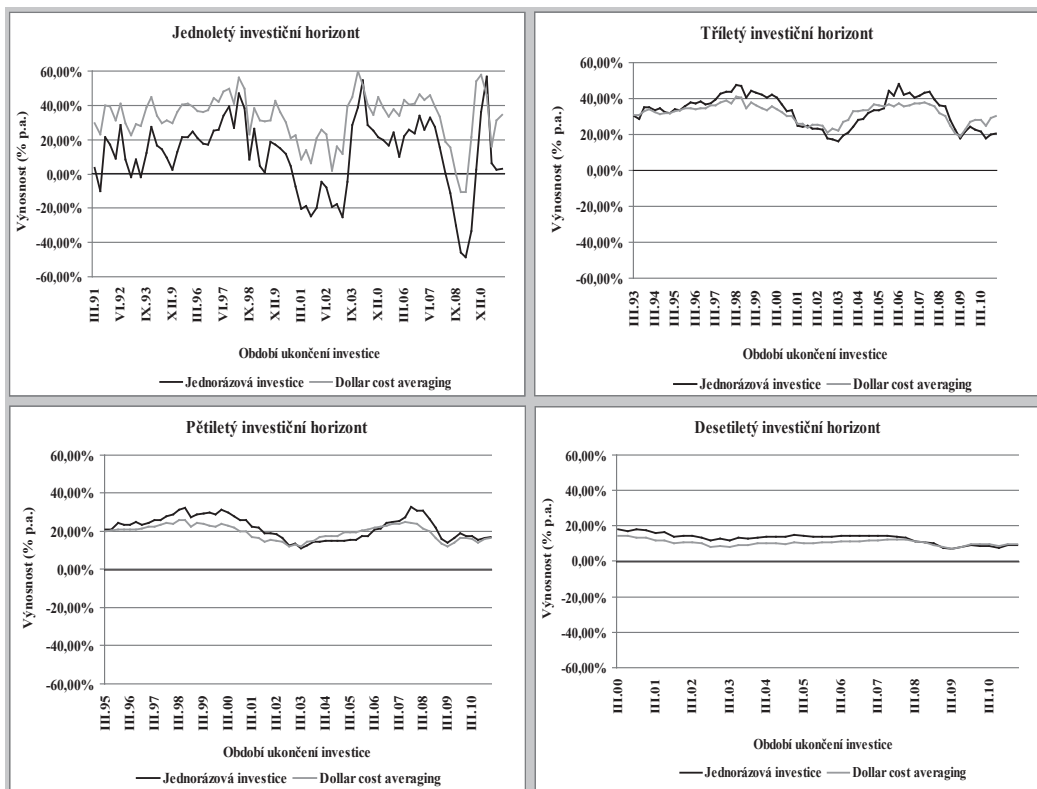 Jednoletý investiční horizont
60,00%
40,00%
20,00%
0,00%
-20,00%
-40,00%
-60,00%
Výnosnost (% p.a.)
III.91
VI.92
IX.93
XII.9
III.96
VI.97
IX.98
XII.9
III.01
VI.02
IX.03
XII.0
III.06
VI.07
IX.08
XII.0
Období ukončení investice
Jednorázová investice Dollar cost averaging
Tříletý investiční horizont
60,00%
40,00%
20,00%
0,00%
-20,00%
-40,00%
-60,00%
Výnosnost (% p.a.)
III.93
III.94
III.95
III.96
III.97
III.98
III.99
III.00
III.01
III.02
III.03
III.04
III.05
III.06
III.07
III.08
III.09
III.10
Období ukončení investice
Jednorázová investice Dollar cost averaging
Pětiletý investiční horizont
60,00%
40,00%
20,00%
0,00%
-20,00%
-40,00%
-60,00%
Výnosnost (% p.a.)
III.95
III.96
III.97
III.98
III.99
III.00
III.01
III.02
III.03
III.04
III.05
III.06
III.07
III.08
III.09
III.10
Období ukončení investice
Jednorázová investice Dollar cost averaging
Desetiletý investiční horizont
60,00%
40,00%
20,00%
0,00%
-20,00%
-40,00%
-60,00%
Výnosnost (% p.a.)
III.00
III.01
III.02
III.03
III.04
III.05
III.06
III.07
III.08
III.09
III.10
Období ukončení investice
Jednorázová investice Dollar cost averaging